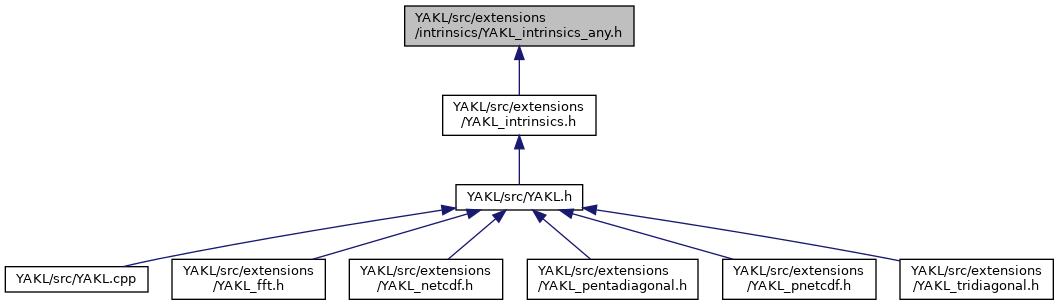 YAKL/src/extensions
/intrinsics/YAKL_intrinsics_any.h
YAKL/src/extensions
/YAKL_intrinsics.h
YAKL/src/YAKL.h
YAKL/src/YAKL.cpp
YAKL/src/extensions
/YAKL_fft.h
YAKL/src/extensions
/YAKL_netcdf.h
YAKL/src/extensions
/YAKL_pentadiagonal.h
YAKL/src/extensions
/YAKL_pnetcdf.h
YAKL/src/extensions
/YAKL_tridiagonal.h